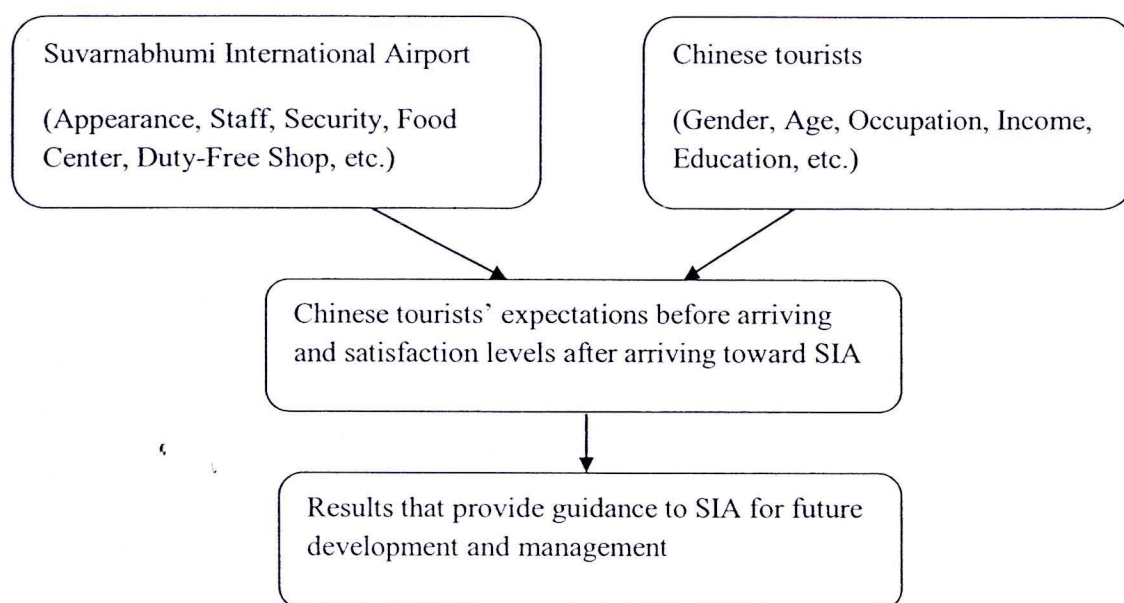 Suvarnabhumi International Airport
(Appearance, Staff, Security, Food
Center, Duty-Free Shop, etc.)
Chinese tourists
(Gender, Age, Occupation, Income,
Education, etc.)
Chinese tourists’ expectations before arriving
and satisfaction levels after arriving toward SIA
Results that provide guidance to SIA for future
development and management